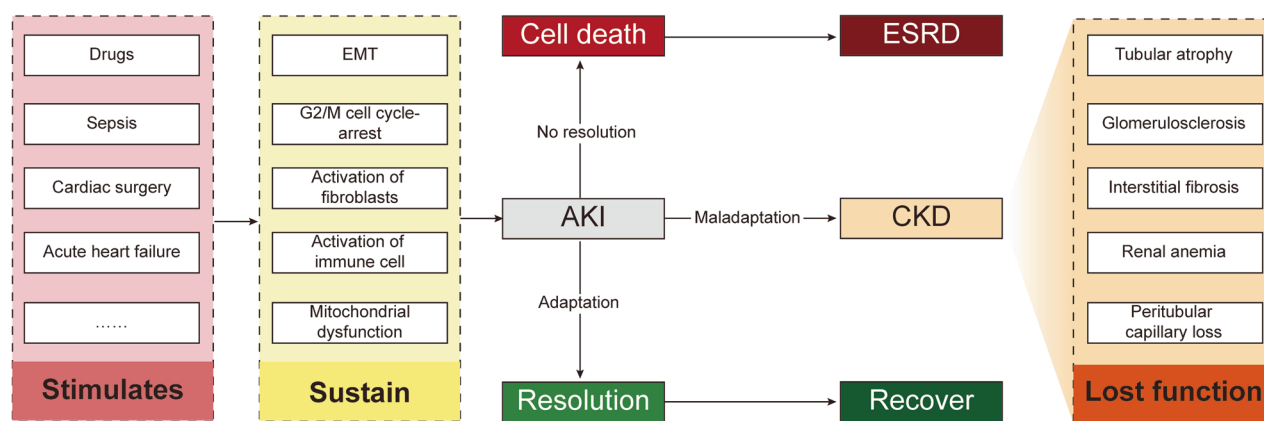 Drugs
Sepsis
Cardiac surgery
Acute heart failure
……
Stimulates
EMT
G2/M cell cycle-
arrest
Activation of
fibroblasts
Activation of
immune cell
Mitochondrial
dysfunction
Sustain
Cell death
ESRD
No resolution
AKI
Maladaptation
CKD
Adaptation
Resolution
Recover
Tubular atrophy
Glomerulosclerosis
Interstitial fibrosis
Renal anemia
Peritubular
capillary loss
Lost function